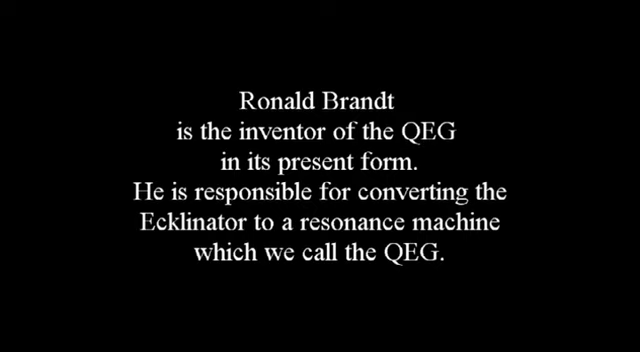 Ronald Brandt
is the inventor of the QEG
in its present form.
He is responsible for converting the
Ecklinator to a resonance machine
which we call the QEG.